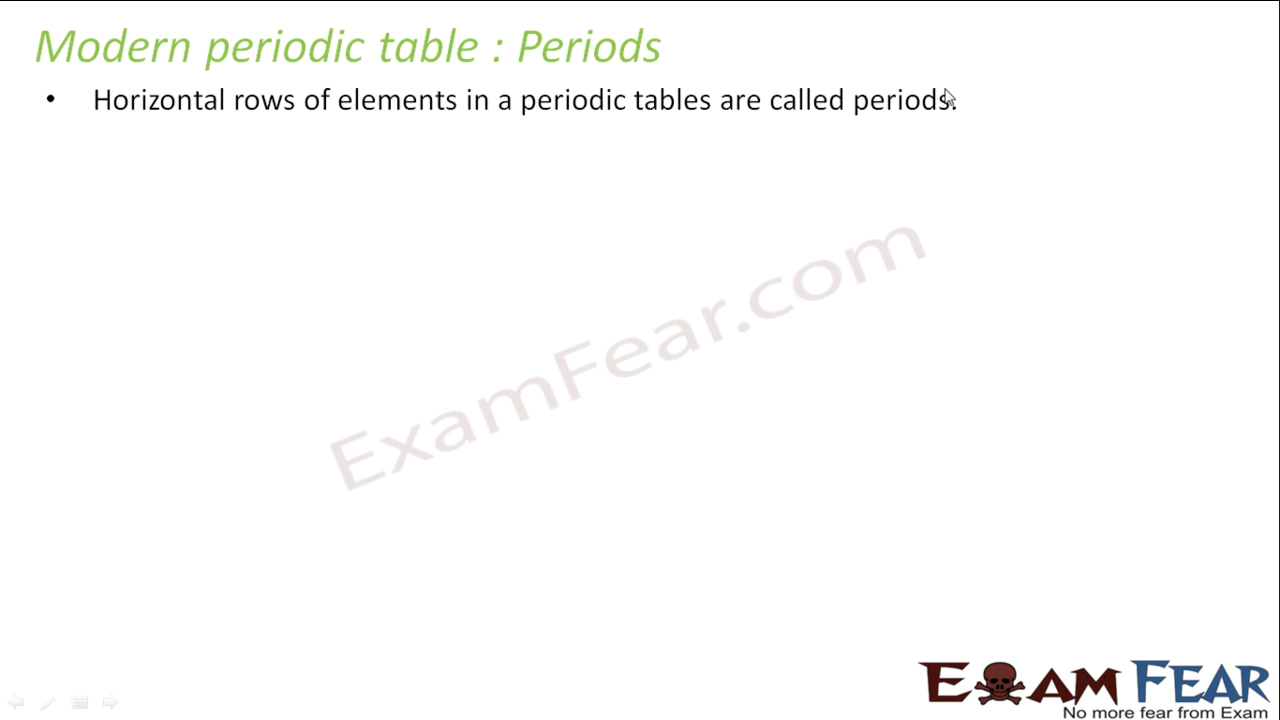 Modern periodic table : Periods
• Horizontal rows of elements in a periodic tables are called periods.
ExamFear.com
EXAM FEAR
No more fear from Exam